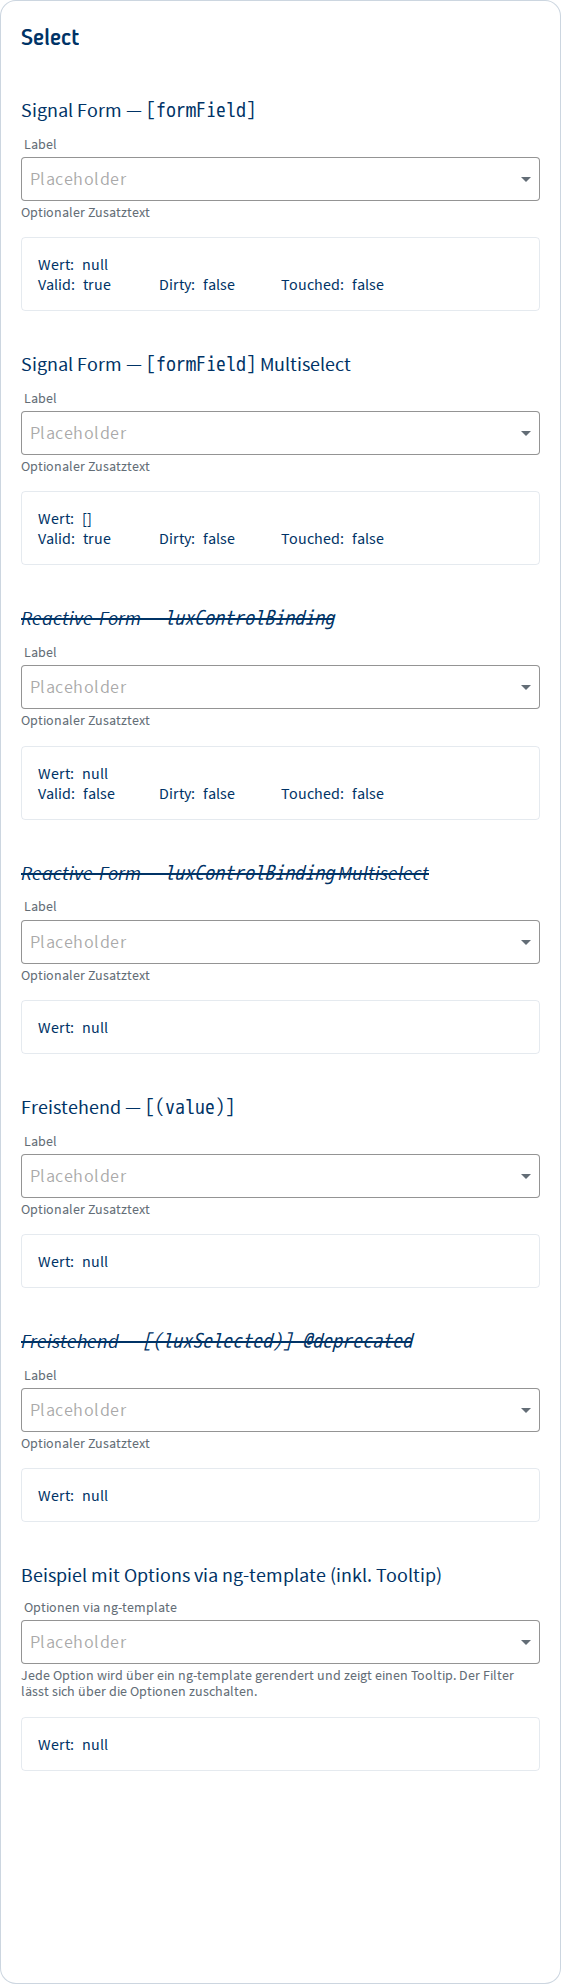 Select
Signal Form — [formField]
Label
Placeholder
Optionaler Zusatztext
Wert: null
Valid: true Dirty: false Touched: false
Signal Form — [formField] Multiselect
Label
Placeholder
Optionaler Zusatztext
Wert: []
Valid: true Dirty: false Touched: false
Reactive Form — luxControlBinding
Label
Placeholder
Optionaler Zusatztext
Wert: null
Valid: false Dirty: false Touched: false
Reactive Form — luxControlBinding Multiselect
Label
Placeholder
Optionaler Zusatztext
Wert: null
Freistehend — [(value)]
Label
Placeholder
Optionaler Zusatztext
Wert: null
Freistehend — [(luxSelected)] @deprecated
Label
Placeholder
Optionaler Zusatztext
Wert: null
Beispiel mit Options via ng-template (inkl. Tooltip)
Optionen via ng-template
Placeholder
Jede Option wird über ein ng-template gerendert und zeigt einen Tooltip. Der Filter
lässt sich über die Optionen zuschalten.
Wert: null